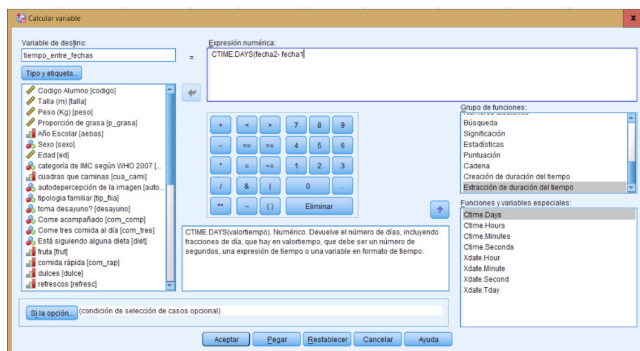 Calcular variable
x
Variable de destino:
tiempo_entre_fechas
=
Expresión numérica:
CTIME.DAYS(fecha2- fecha1
Tipo y etiqueta...
Codigo Alumno [codigo]
Talla (m) [talla]
Peso (Kg) [peso]
Proporción de grasa [p_grasa]
Año Escolar [aebas]
Sexo [sexo]
Edad [ed]
categoría de IMC según WHO 2007 [...
cuadras que caminas [cua_cami]
autodepercepción de la imagen [auto...
tipologia familiar [tip_flia]
toma desayuno? [desayuno]
Come acompañado [com_comp]
Come tres comida al día [com_tres]
Está siguiendo alguna dieta [diet]
fruta [frut]
comida rápida [com_rap]
dulces [dulce]
refrescos [refresc]
+ < > 7 8 9
- <= >= 4 5 6
* = ~= 1 2 3
/ & | 0 .
** ~ ( ) Eliminar
CTIME.DAYS(valortiempo). Numérico. Devuelve el número de días, incluyendo
fracciones de día, que hay en valortiempo, que debe ser un número de
segundos, una expresión de tiempo o una variable en formato de tiempo.
Grupo de funciones:
Búsqueda
Significación
Estadísticas
Puntuación
Cadena
Creación de duración del tiempo
Extracción de duración del tiempo
Funciones y variables especiales:
Ctime.Days
Ctime.Hours
Ctime.Minutes
Ctime.Seconds
Xdate.Hour
Xdate.Minute
Xdate.Second
Xdate.Tday
Si la opción... (condición de selección de casos opcional)
Aceptar Pegar Restablecer Cancelar Ayuda